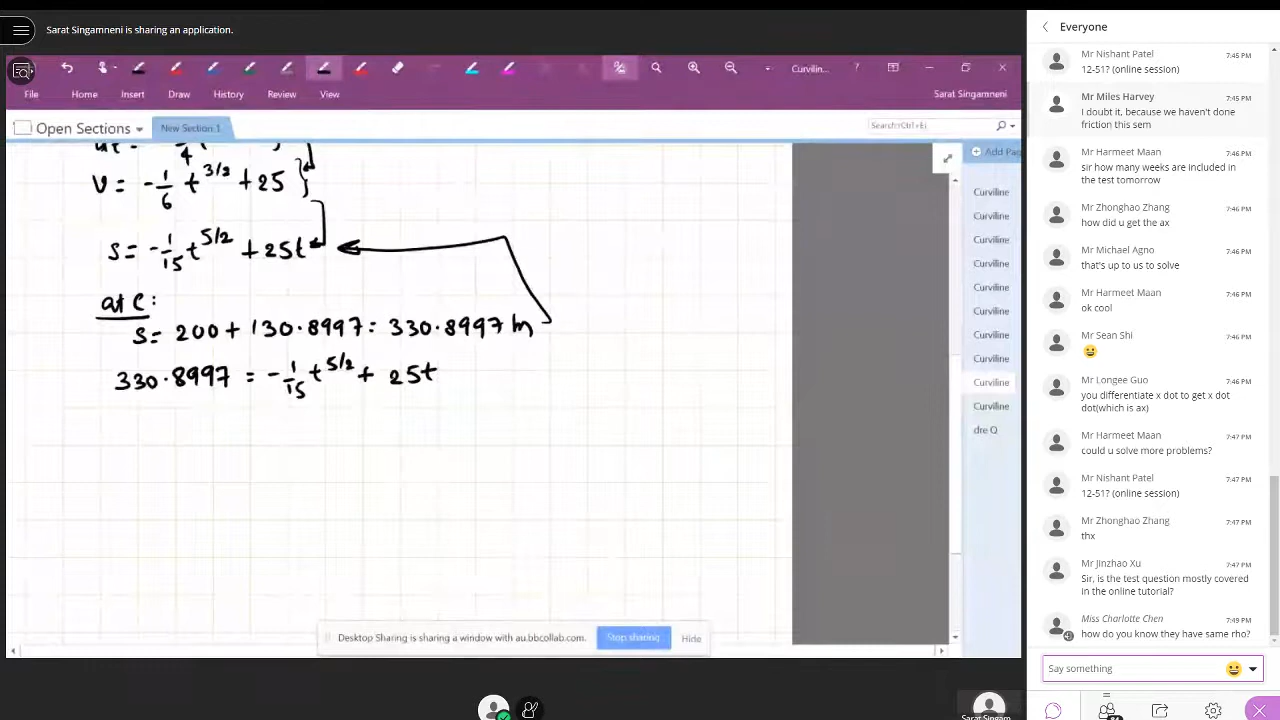 Sarat Singamneni is sharing an application.
Curvilin...
File Home Insert Draw History Review View
Sarat Singamneni
Open Sections
New Section 1
Search (Ctrl+E)
Add Pag
V = -1/6 t^3/2 + 25
S = -1/15 t^5/2 + 25t
at C:
S = 200 + 130.8997 = 330.8997 m
330.8997 = -1/15 t^5/2 + 25t
Curviline
Curviline
Curviline
Curviline
Curviline
Curviline
Curviline
Curviline
Curviline
Curviline
dre Q
Desktop Sharing is sharing a window with au.bbcollab.com.
Stop sharing
Hide
Sarat Singam
Everyone
Mr Nishant Patel 7:45 PM
12-51? (online session)
Mr Miles Harvey 7:45 PM
I doubt it, because we haven't done
friction this sem
Mr Harmeet Maan 7:46 PM
sir how many weeks are included in
the test tomorrow
Mr Zhonghao Zhang 7:46 PM
how did u get the ax
Mr Michael Agno 7:46 PM
that's up to us to solve
Mr Harmeet Maan 7:46 PM
ok cool
Mr Sean Shi 7:46 PM
Mr Longee Guo 7:46 PM
you differentiate x dot to get x dot
dot(which is ax)
Mr Harmeet Maan 7:47 PM
could u solve more problems?
Mr Nishant Patel 7:47 PM
12-51? (online session)
Mr Zhonghao Zhang 7:47 PM
thx
Mr Jinzhao Xu 7:47 PM
Sir, is the test question mostly covered
in the online tutorial?
Miss Charlotte Chen 7:49 PM
how do you know they have same rho?
Say something